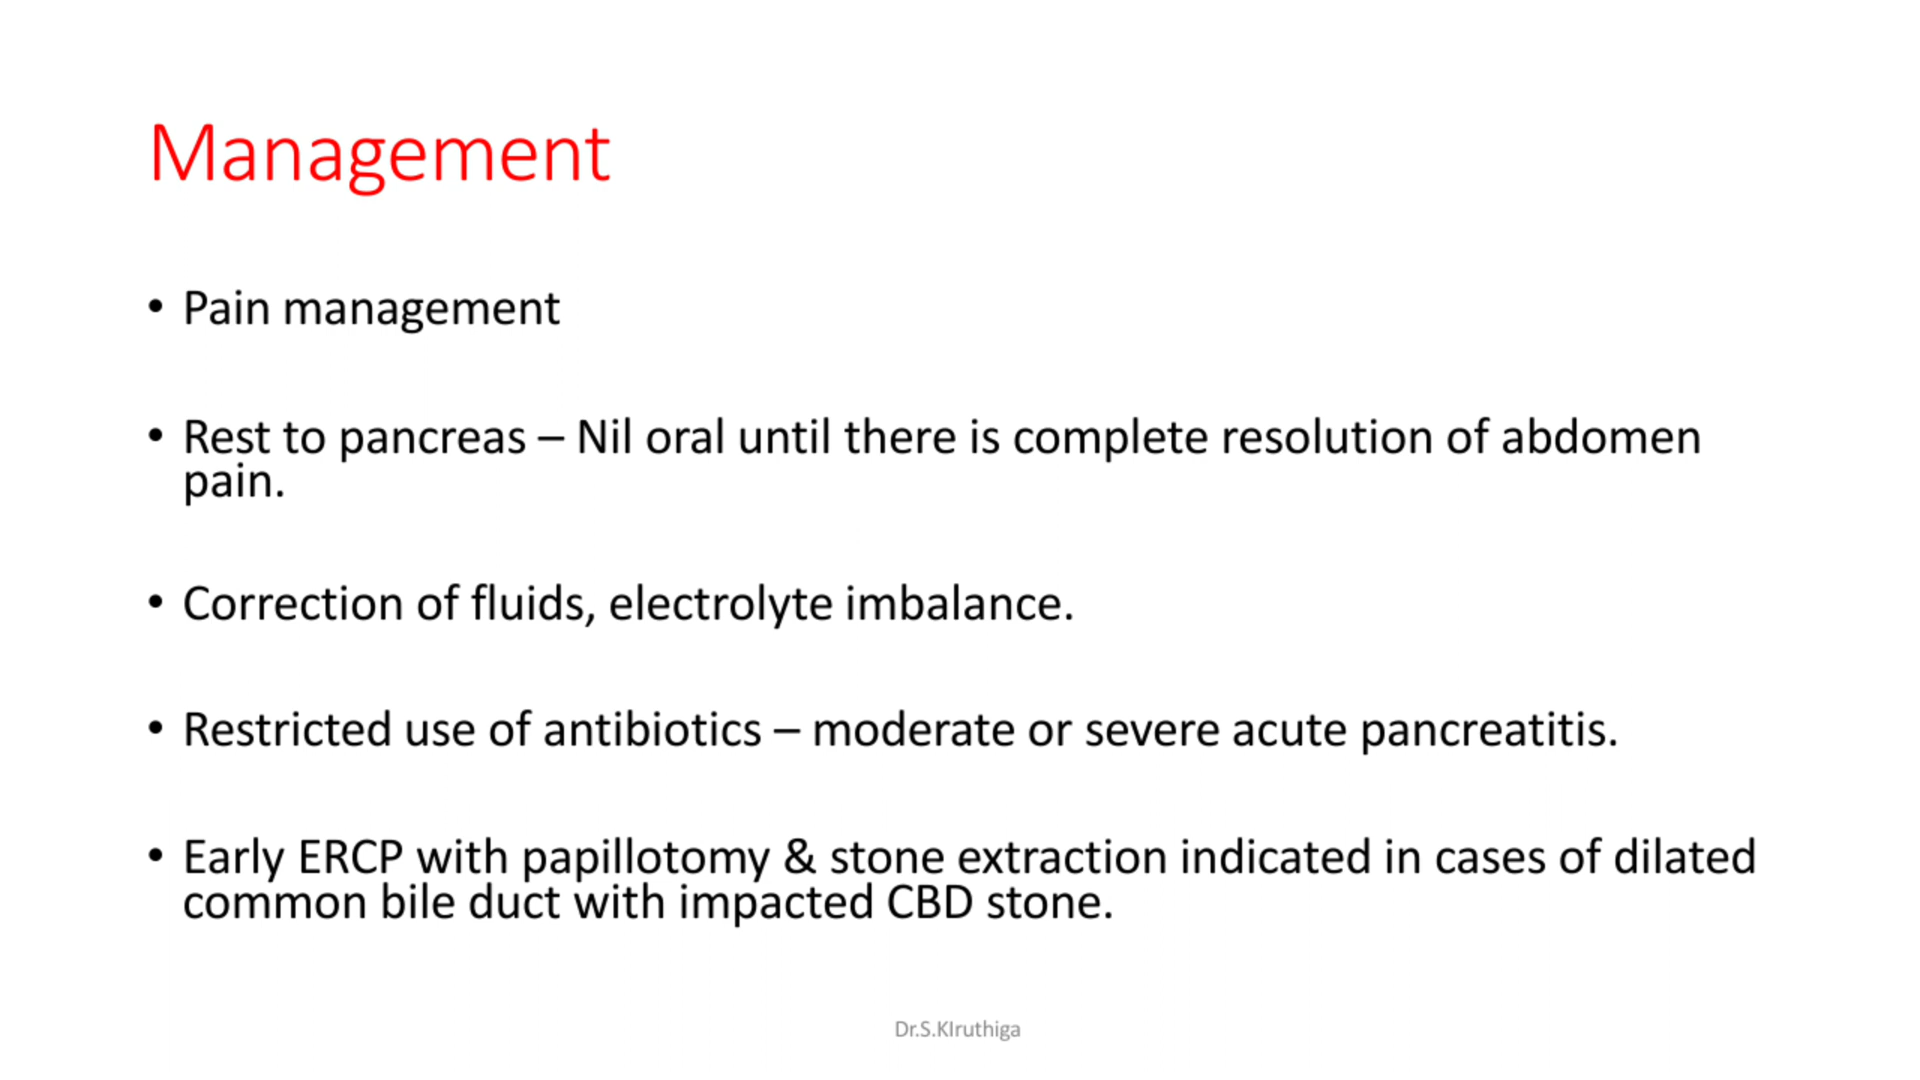 Management
• Pain management
• Rest to pancreas – Nil oral until there is complete resolution of abdomen
pain.
• Correction of fluids, electrolyte imbalance.
• Restricted use of antibiotics – moderate or severe acute pancreatitis.
• Early ERCP with papillotomy & stone extraction indicated in cases of dilated
common bile duct with impacted CBD stone.
Dr.S.KIruthiga